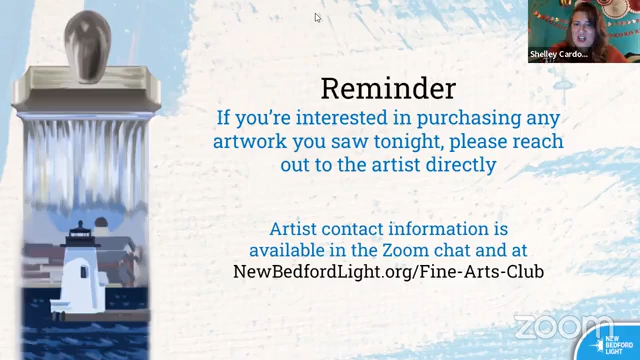 Shelley Cardo...
Reminder
If you're interested in purchasing any
artwork you saw tonight, please reach
out to the artist directly
Artist contact information is
available in the Zoom chat and at
NewBedfordLight.org/Fine-Arts-Club
zoom
NEW
BEDFORD
LIGHT